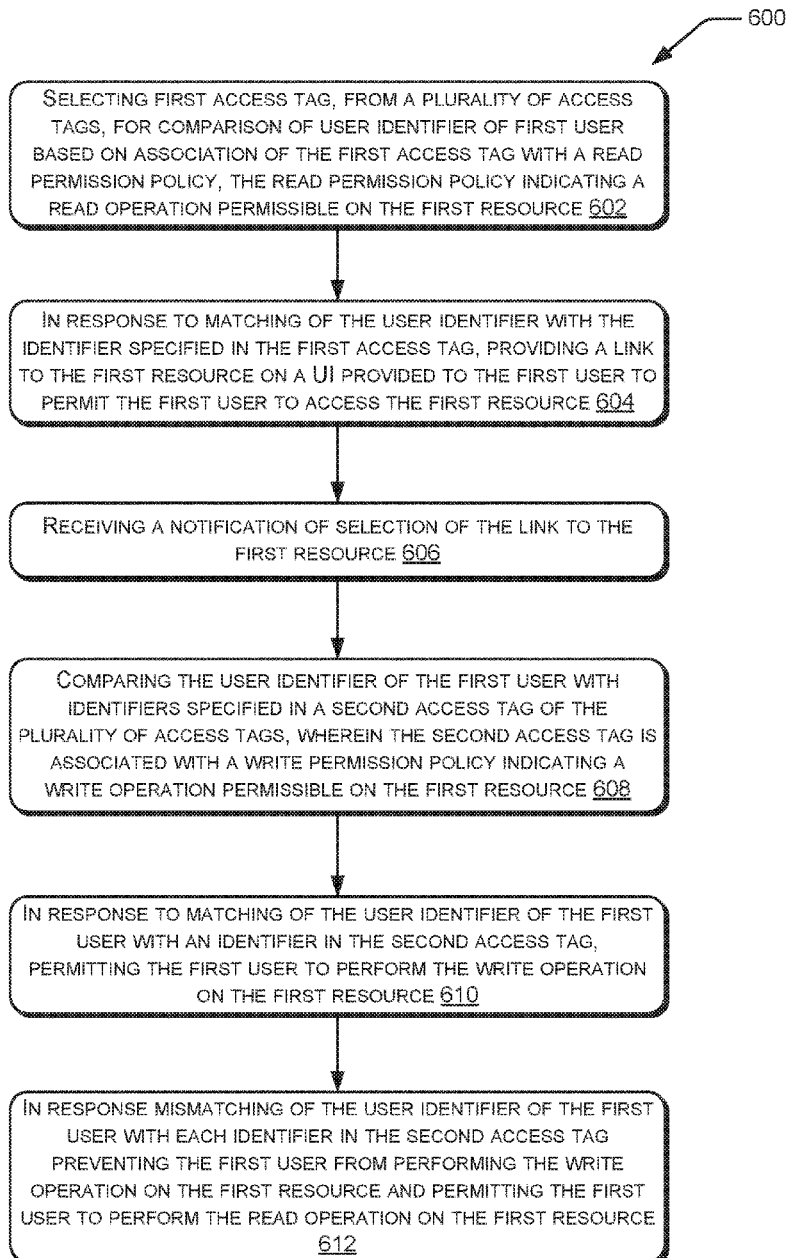 600
SELECTING FIRST ACCESS TAG, FROM A PLURALITY OF ACCESS
TAGS, FOR COMPARISON OF USER IDENTIFIER OF FIRST USER
BASED ON ASSOCIATION OF THE FIRST ACCESS TAG WITH A READ
PERMISSION POLICY, THE READ PERMISSION POLICY INDICATING A
READ OPERATION PERMISSIBLE ON THE FIRST RESOURCE 602
IN RESPONSE TO MATCHING OF THE USER IDENTIFIER WITH THE
IDENTIFIER SPECIFIED IN THE FIRST ACCESS TAG, PROVIDING A LINK
TO THE FIRST RESOURCE ON A UI PROVIDED TO THE FIRST USER TO
PERMIT THE FIRST USER TO ACCESS THE FIRST RESOURCE 604
RECEIVING A NOTIFICATION OF SELECTION OF THE LINK TO THE
FIRST RESOURCE 606
COMPARING THE USER IDENTIFIER OF THE FIRST USER WITH
IDENTIFIERS SPECIFIED IN A SECOND ACCESS TAG OF THE
PLURALITY OF ACCESS TAGS, WHEREIN THE SECOND ACCESS TAG IS
ASSOCIATED WITH A WRITE PERMISSION POLICY INDICATING A
WRITE OPERATION PERMISSIBLE ON THE FIRST RESOURCE 608
IN RESPONSE TO MATCHING OF THE USER IDENTIFIER OF THE FIRST
USER WITH AN IDENTIFIER IN THE SECOND ACCESS TAG,
PERMITTING THE FIRST USER TO PERFORM THE WRITE OPERATION
ON THE FIRST RESOURCE 610
IN RESPONSE MISMATCHING OF THE USER IDENTIFIER OF THE FIRST
USER WITH EACH IDENTIFIER IN THE SECOND ACCESS TAG
PREVENTING THE FIRST USER FROM PERFORMING THE WRITE
OPERATION ON THE FIRST RESOURCE AND PERMITTING THE FIRST
USER TO PERFORM THE READ OPERATION ON THE FIRST RESOURCE
612